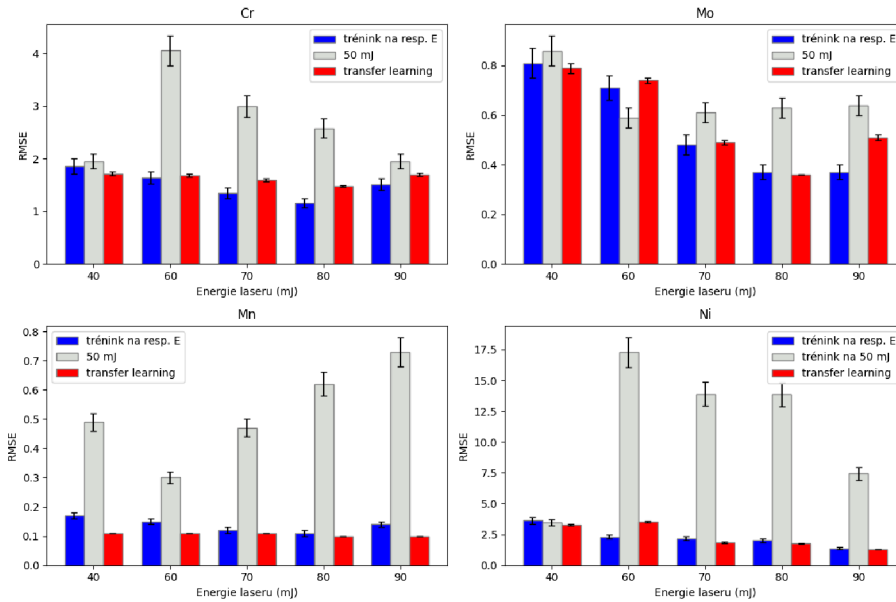 Cr
4
3
2
1
0
RMSE
40
60
70
80
90
Energie laseru (mJ)
trénink na resp. E
50 mJ
transfer learning
Mo
0.8
0.6
0.4
0.2
0.0
RMSE
40
60
70
80
90
Energie laseru (mJ)
trénink na resp. E
50 mJ
transfer learning
Mn
0.8
0.7
0.6
0.5
0.4
0.3
0.2
0.1
0.0
RMSE
40
60
70
80
90
Energie laseru (mJ)
trénink na resp. E
50 mJ
transfer learning
Ni
17.5
15.0
12.5
10.0
7.5
5.0
2.5
0.0
RMSE
40
60
70
80
90
Energie laseru (mJ)
trénink na resp. E
trénink na 50 mJ
transfer learning